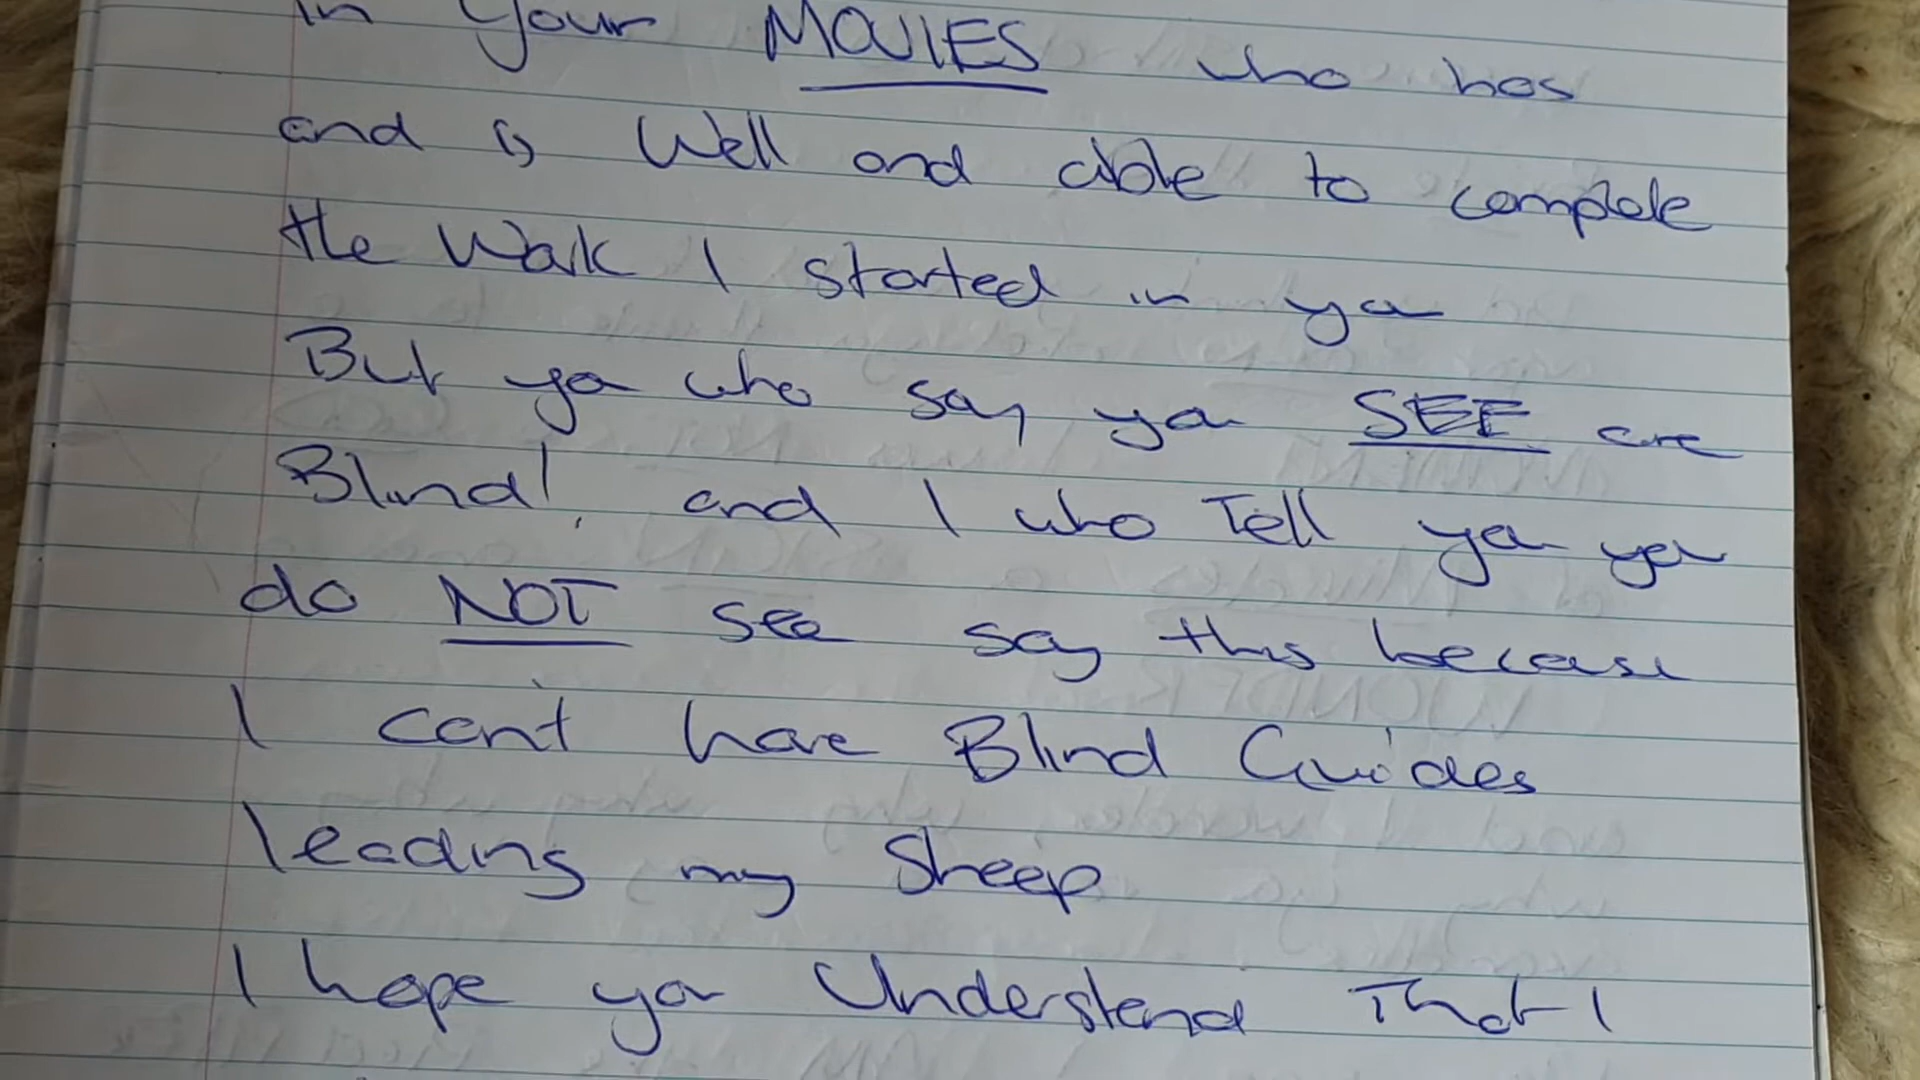 in your MOVIES who has
and is Well and able to complete
the Work I started in you
But you who say you SEE are
Blind! and I who Tell you you
do NOT see say this because
I can't have Blind Guides
leading my Sheep
I hope you Understand That I